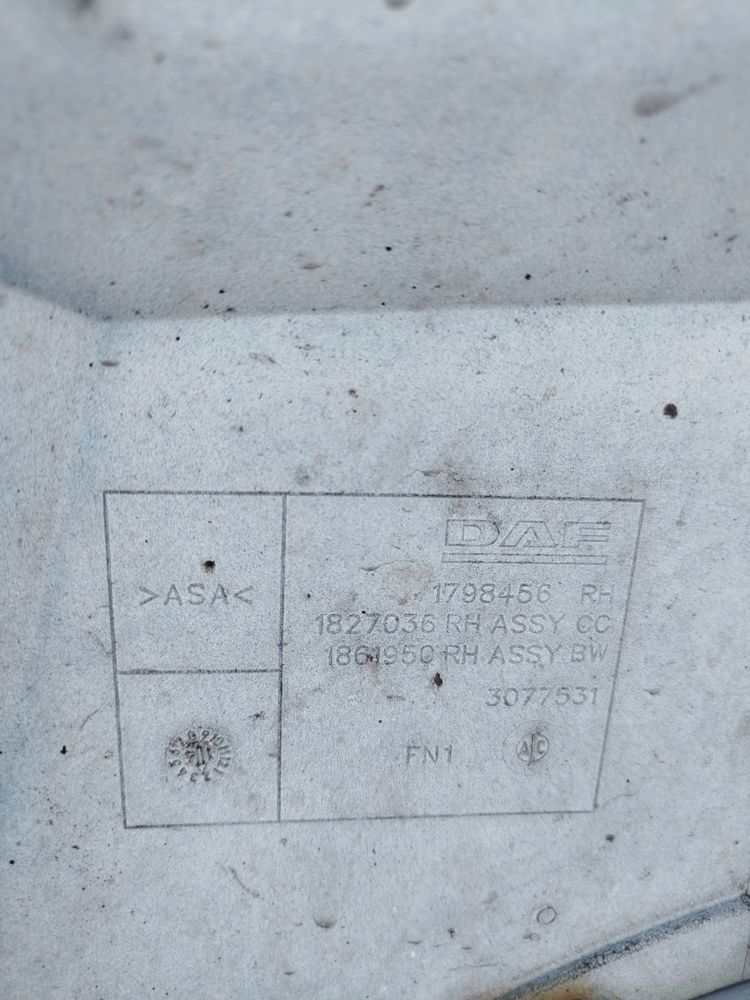 DAF
>ASA<
1798456 RH
1827036 RH ASSY CC
1861950 RH ASSY BW
3077531
FN1